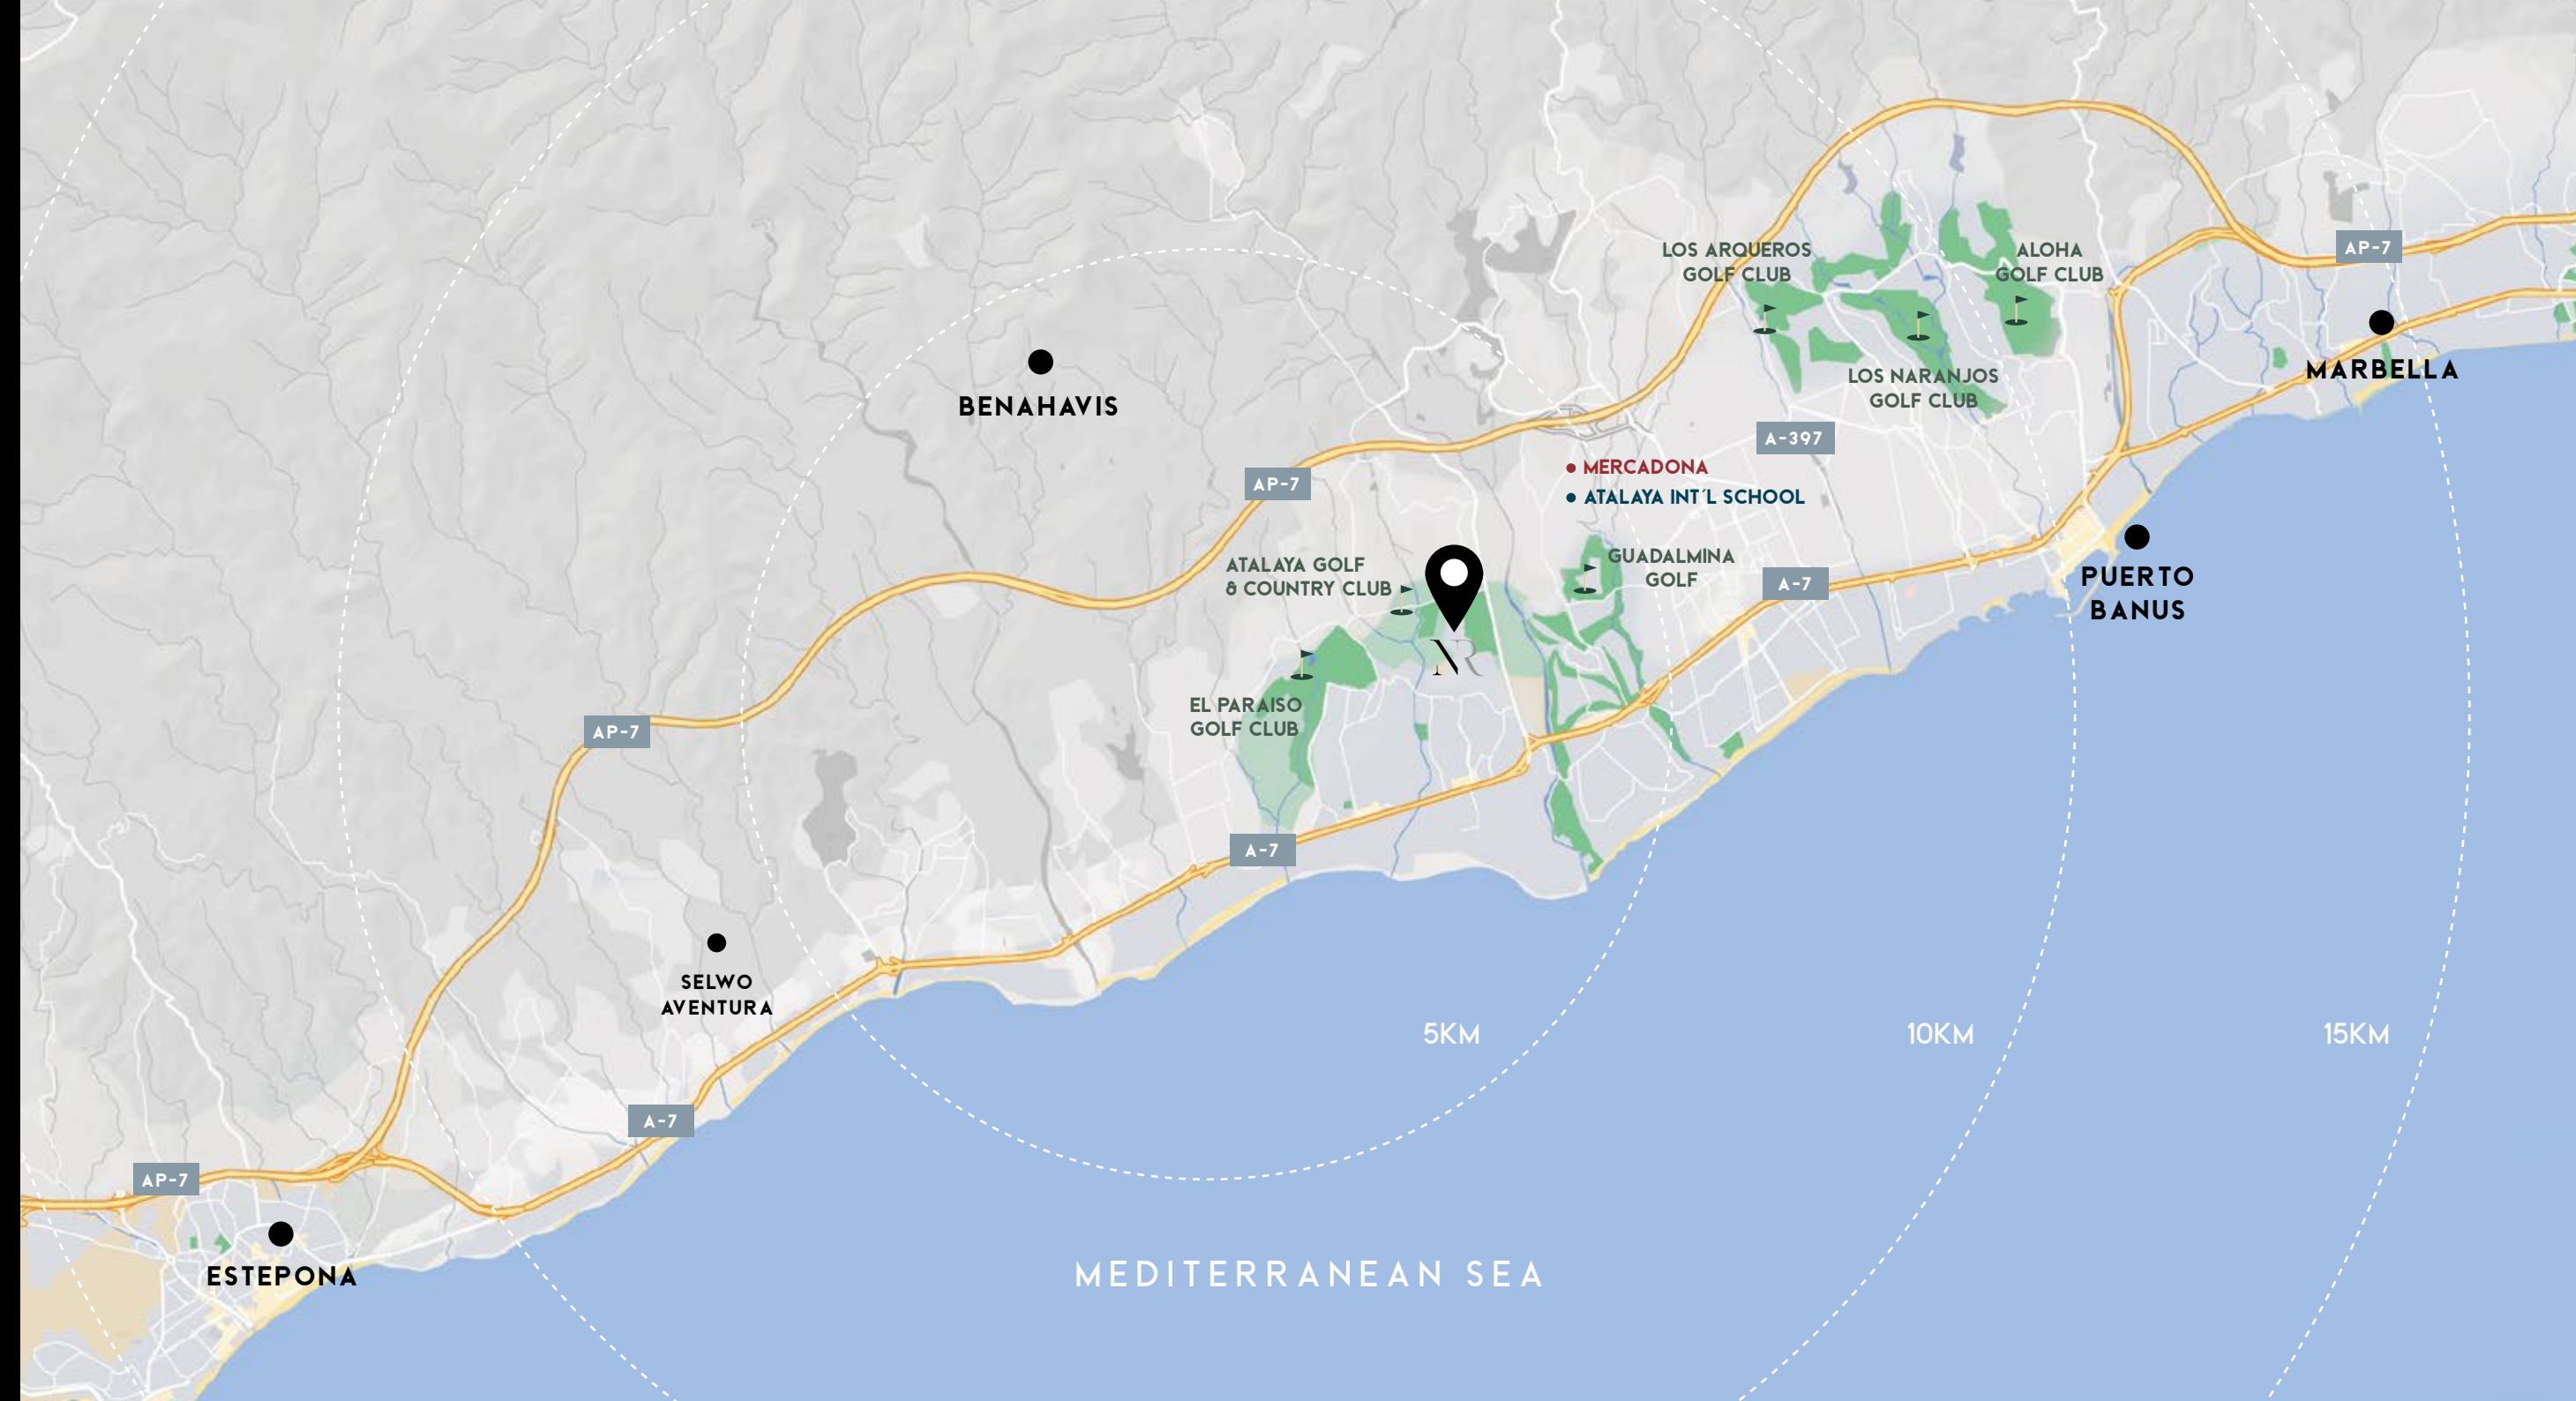 LOS ARQUEROS
GOLF CLUB
ALOHA
GOLF CLUB
AP-7
MARBELLA
BENAHAVIS
LOS NARANJOS
GOLF CLUB
A-397
MERCADONA
ATALAYA INT´L SCHOOL
AP-7
ATALAYA GOLF
& COUNTRY CLUB
GUADALMINA
GOLF
A-7
PUERTO
BANUS
NR
EL PARAISO
GOLF CLUB
AP-7
A-7
SELWO
AVENTURA
5KM
10KM
15KM
A-7
AP-7
ESTEPONA
MEDITERRANEAN SEA